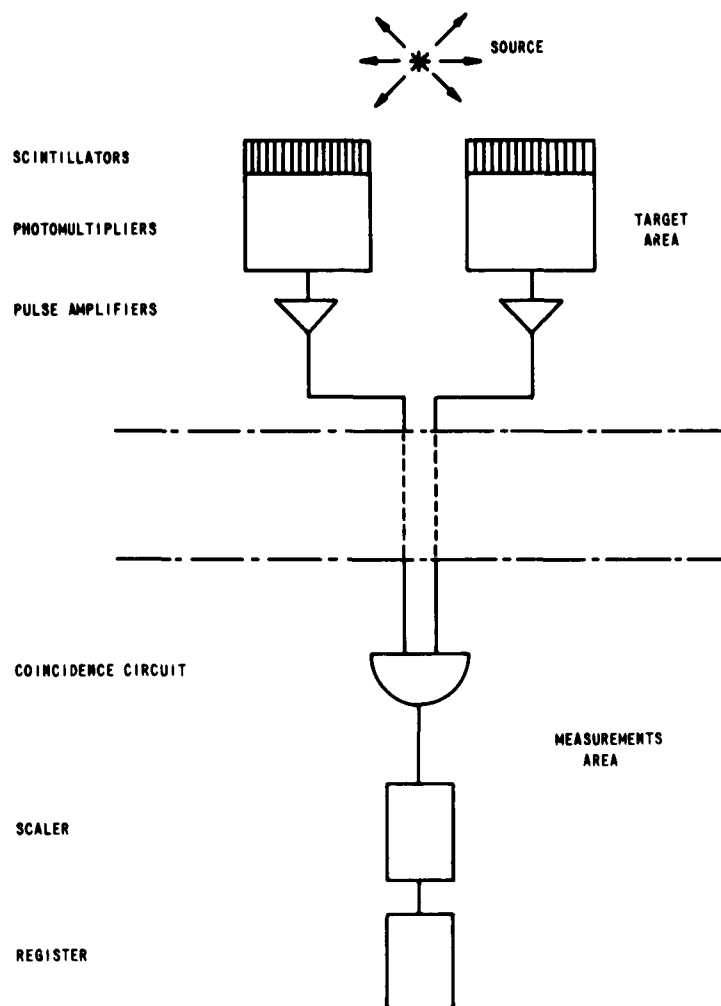 SOURCE
SCINTILLATORS
PHOTOMULTIPLIERS
TARGET
AREA
PULSE AMPLIFIERS
COINCIDENCE CIRCUIT
MEASUREMENTS
AREA
SCALER
REGISTER